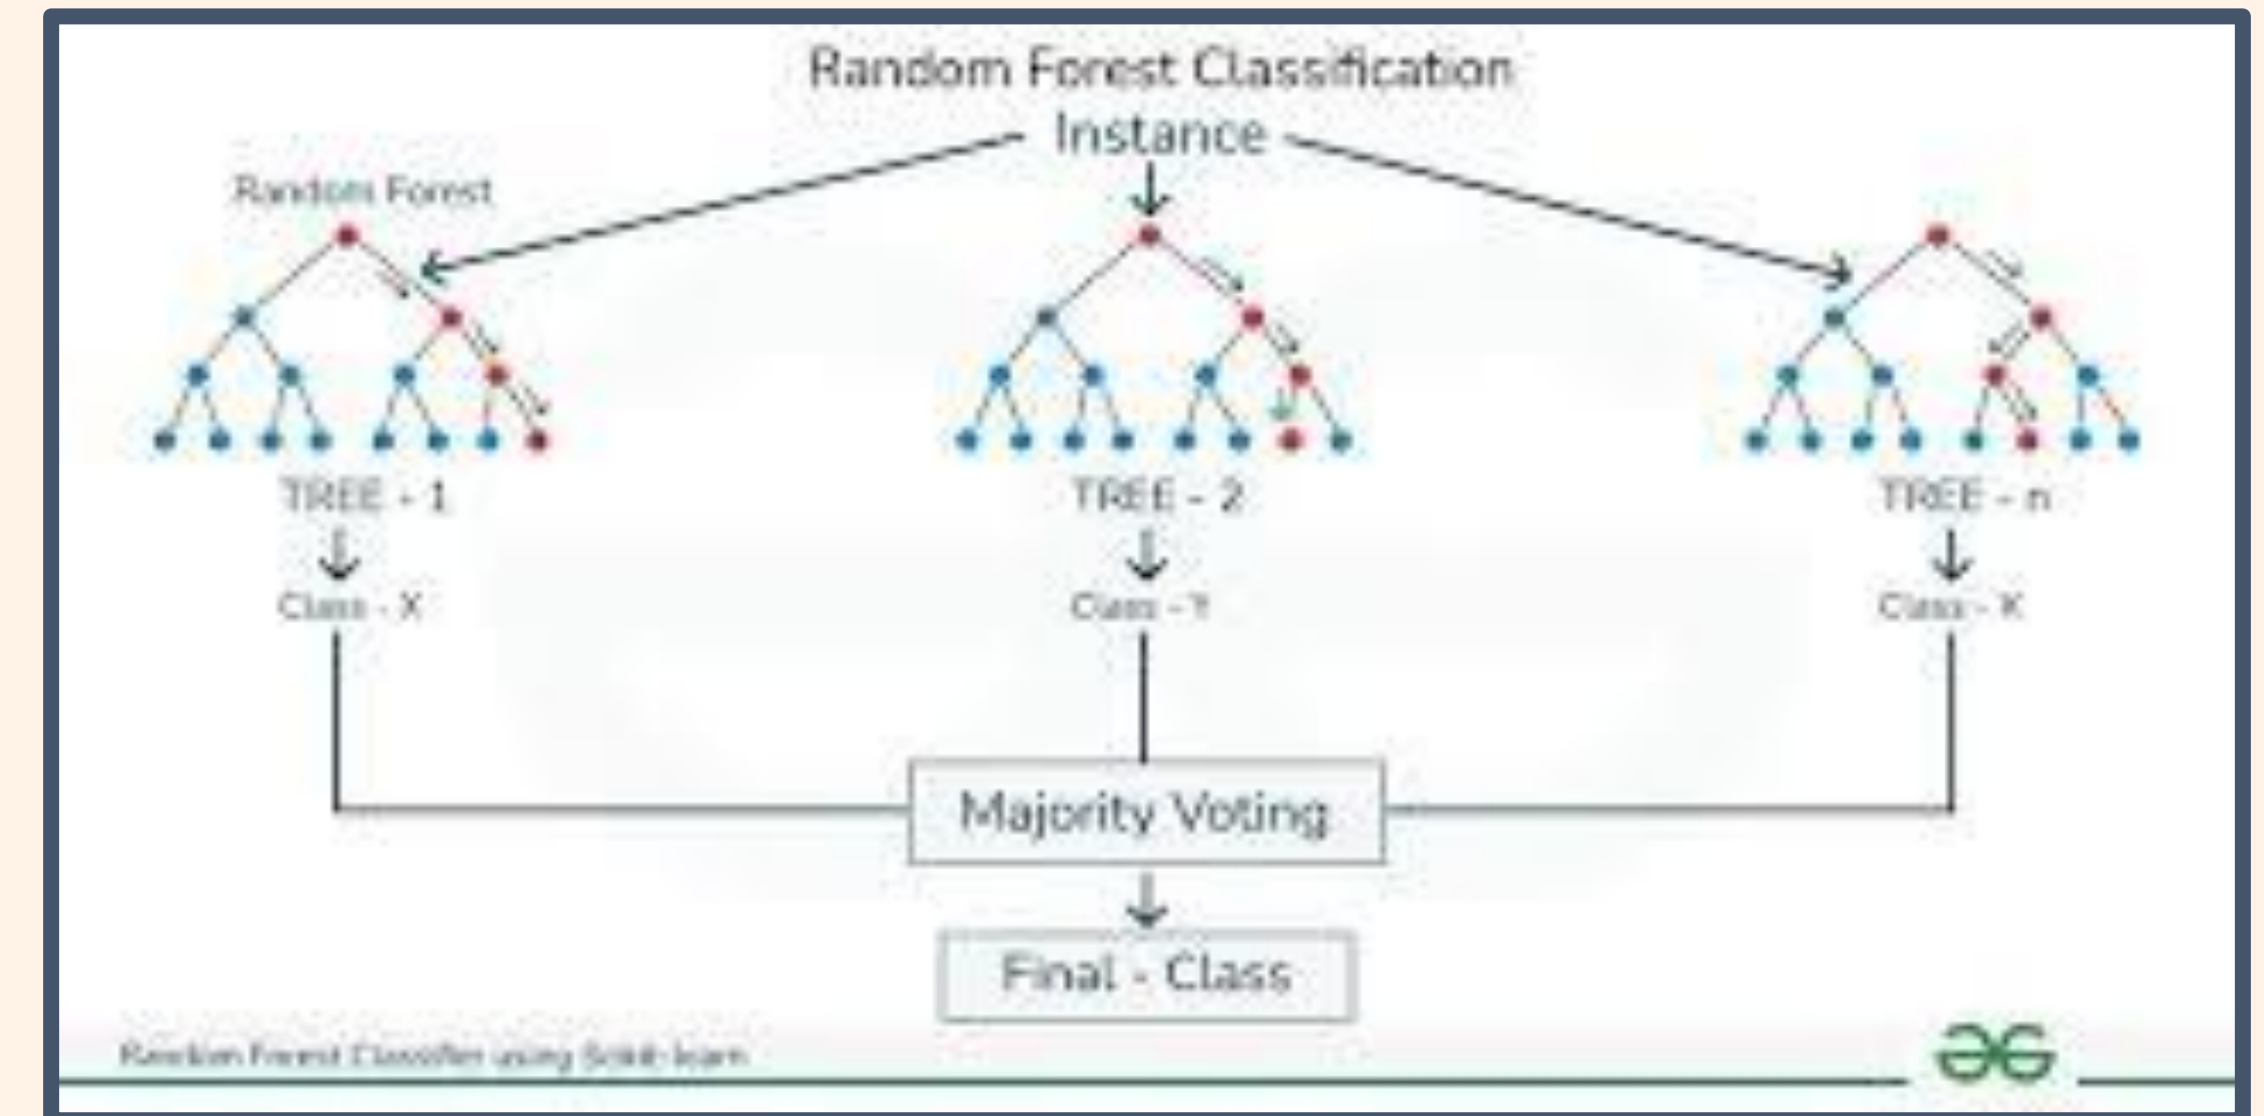 Random Forest Classification
Instance
Random Forest
TREE - 1
TREE - 2
TREE - n
Class - X
Class - Y
Class - K
Majority Voting
Final - Class
Random Forest Classifier using Scikit-learn